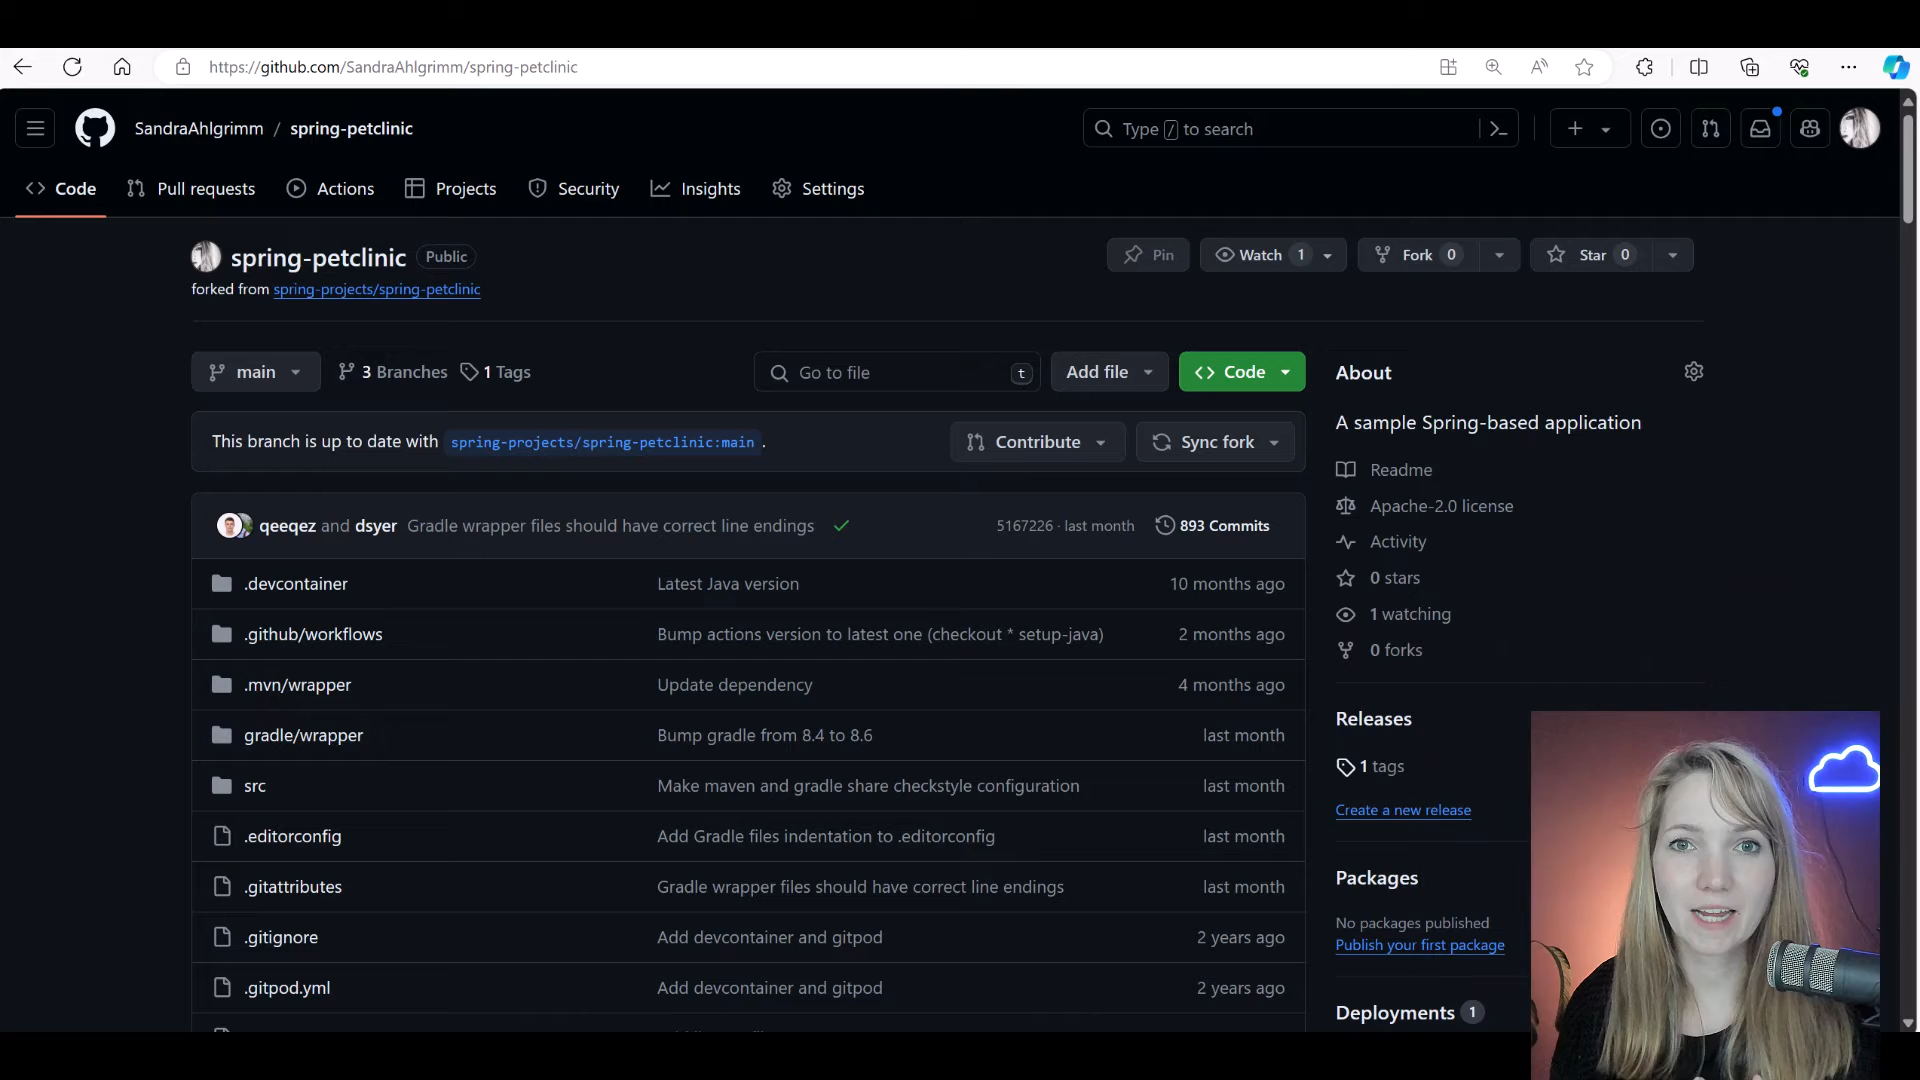 https://github.com/SandraAhlgrimm/spring-petclinic
SandraAhlgrimm / spring-petclinic
Type / to search
Code Pull requests Actions Projects Security Insights Settings
spring-petclinic Public
forked from spring-projects/spring-petclinic
Pin Watch 1 Fork 0 Star 0
main 3 Branches 1 Tags Go to file t Add file Code
This branch is up to date with spring-projects/spring-petclinic:main .
Contribute Sync fork
qeeqez and dsyer Gradle wrapper files should have correct line endings 5167226 · last month 893 Commits
.devcontainer Latest Java version 10 months ago
.github/workflows Bump actions version to latest one (checkout * setup-java) 2 months ago
.mvn/wrapper Update dependency 4 months ago
gradle/wrapper Bump gradle from 8.4 to 8.6 last month
src Make maven and gradle share checkstyle configuration last month
.editorconfig Add Gradle files indentation to .editorconfig last month
.gitattributes Gradle wrapper files should have correct line endings last month
.gitignore Add devcontainer and gitpod 2 years ago
.gitpod.yml Add devcontainer and gitpod 2 years ago
About
A sample Spring-based application
Readme
Apache-2.0 license
Activity
0 stars
1 watching
0 forks
Releases
1 tags
Create a new release
Packages
No packages published
Publish your first package
Deployments 1